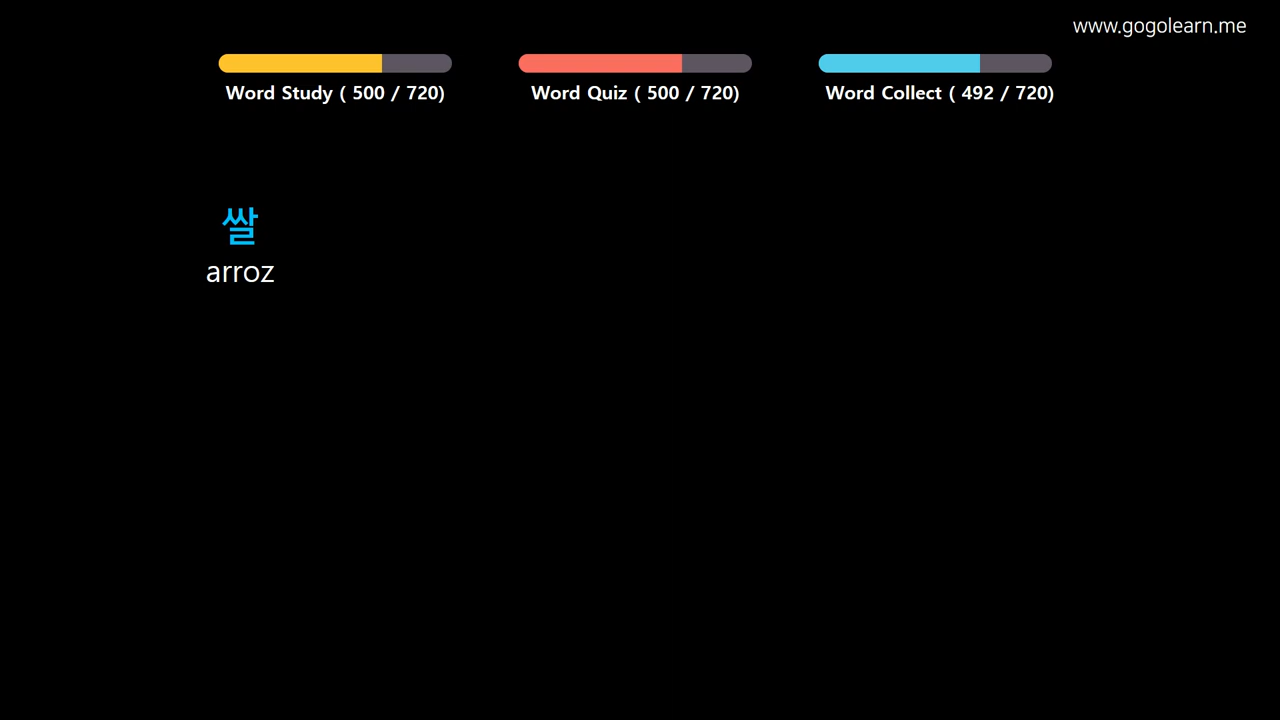 www.gogolearn.me
Word Study ( 500 / 720)
Word Quiz ( 500 / 720)
Word Collect ( 492 / 720)
쌀
arroz